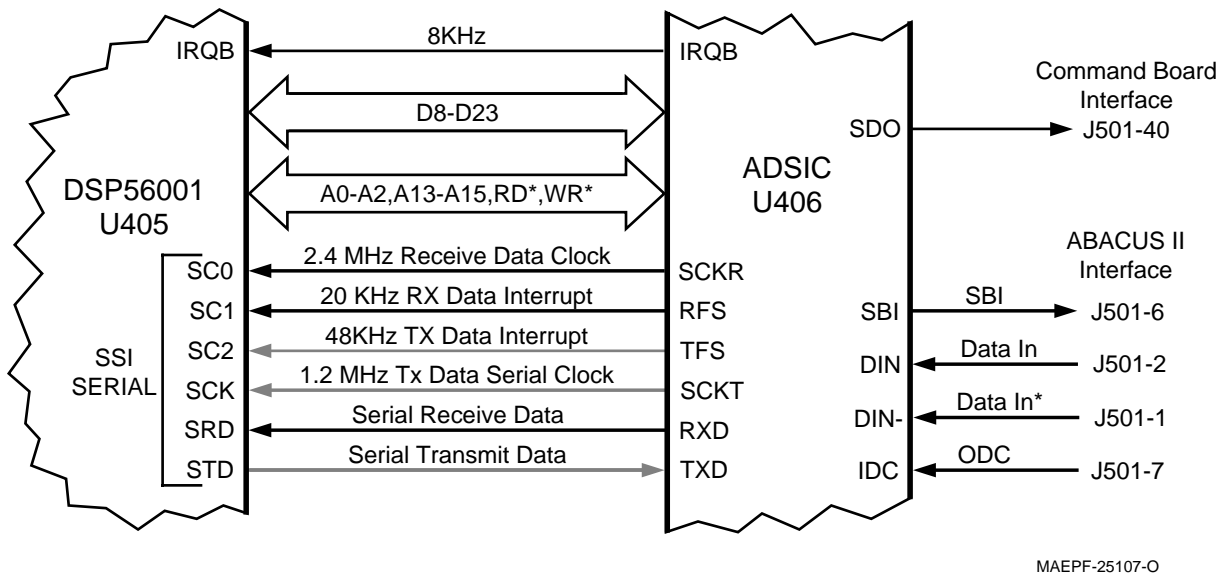 IRQB
8KHz
IRQB
D8-D23
A0-A2,A13-A15,RD*,WR*
DSP56001
U405
ADSIC
U406
SDO
Command Board
Interface
J501-40
ABACUS II
Interface
SSI
SERIAL
SC0
2.4 MHz Receive Data Clock
SCKR
SC1
20 KHz RX Data Interrupt
RFS
SBI
SBI
J501-6
SC2
48KHz TX Data Interrupt
TFS
DIN
Data In
J501-2
SCK
1.2 MHz Tx Data Serial Clock
SCKT
DIN-
Data In*
J501-1
SRD
Serial Receive Data
RXD
STD
Serial Transmit Data
TXD
IDC
ODC
J501-7
MAEPF-25107-O